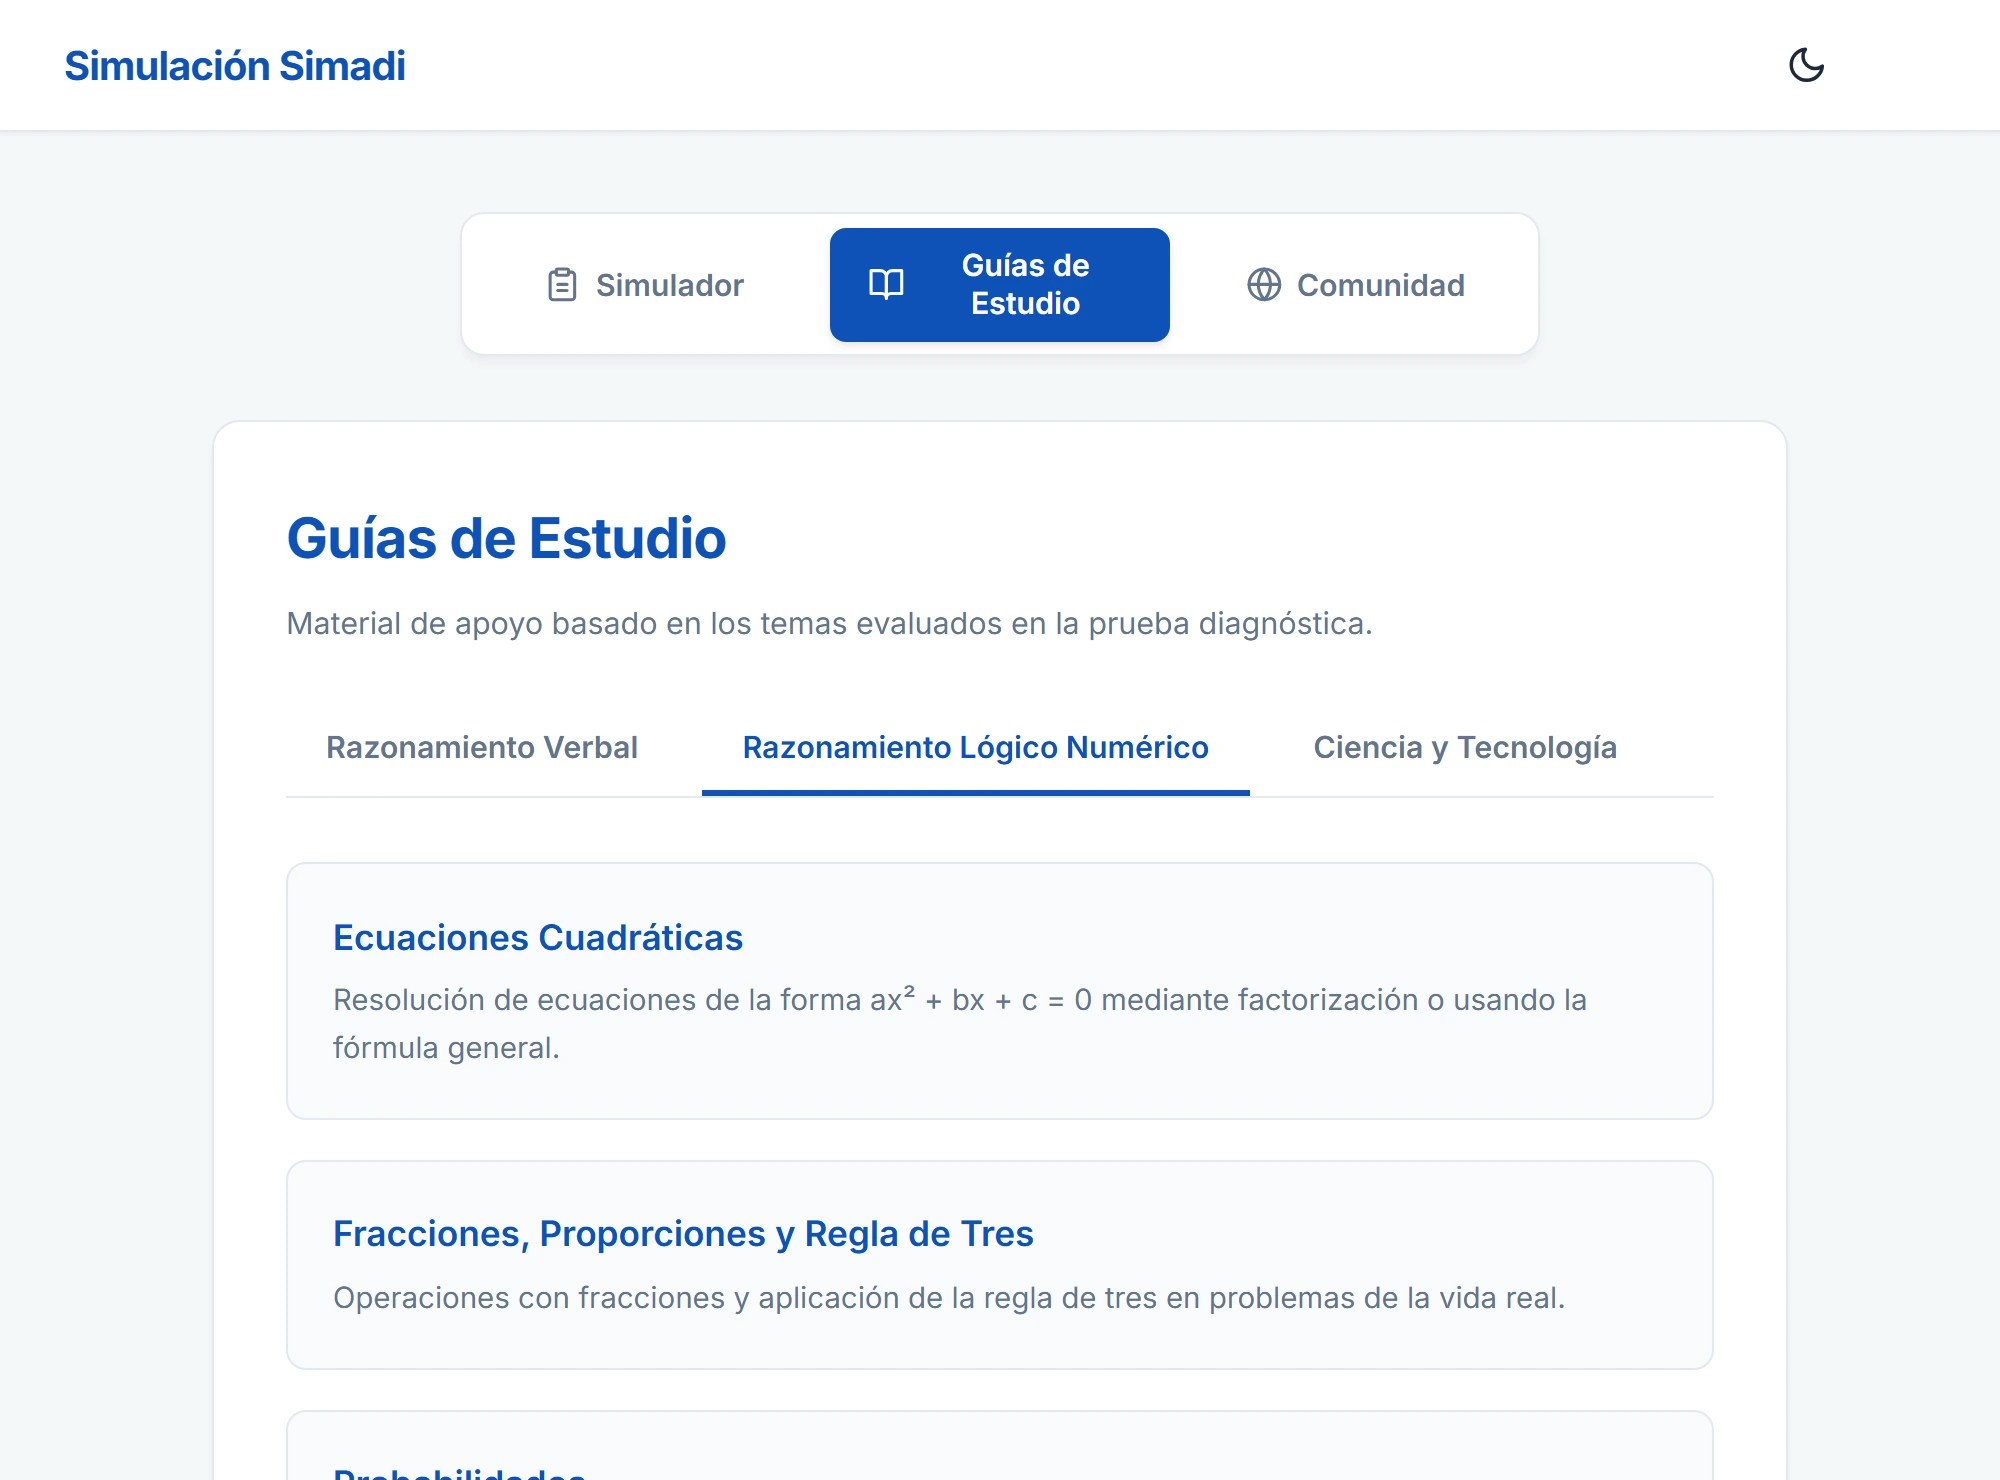 Simulación Simadi
Simulador
Guías de
Estudio
Comunidad
Guías de Estudio
Material de apoyo basado en los temas evaluados en la prueba diagnóstica.
Razonamiento Verbal
Razonamiento Lógico Numérico
Ciencia y Tecnología
Ecuaciones Cuadráticas
Resolución de ecuaciones de la forma ax² + bx + c = 0 mediante factorización o usando la
fórmula general.
Fracciones, Proporciones y Regla de Tres
Operaciones con fracciones y aplicación de la regla de tres en problemas de la vida real.
Probabilidades